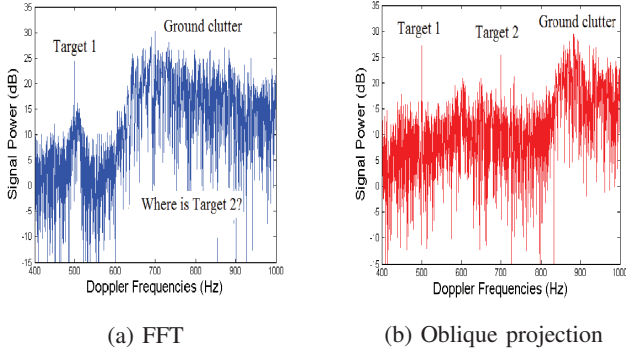 Target 1
Ground clutter
Where is Target 2?
Signal Power (dB)
35
30
25
20
15
10
5
0
-5
-10
-15
400 500 600 700 800 900 1000
Doppler Frequencies (Hz)
(a) FFT
Target 1
Target 2
Ground clutter
Signal Power (dB)
35
30
25
20
15
10
5
0
-5
400 500 600 700 800 900 1000
Doppler Frequencies (Hz)
(b) Oblique projection